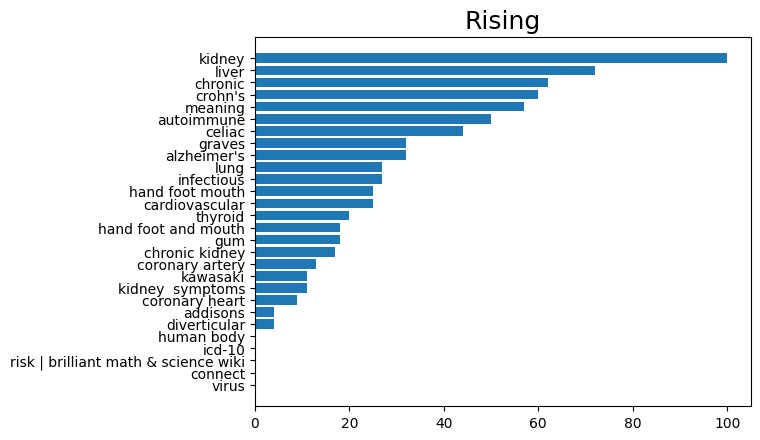 Rising
kidney
liver
chronic
crohn's
meaning
autoimmune
celiac
graves
alzheimer's
lung
infectious
hand foot mouth
cardiovascular
thyroid
hand foot and mouth
gum
chronic kidney
coronary artery
kawasaki
kidney  symptoms
coronary heart
addisons
diverticular
human body
icd-10
risk | brilliant math & science wiki
connect
virus
0 20 40 60 80 100